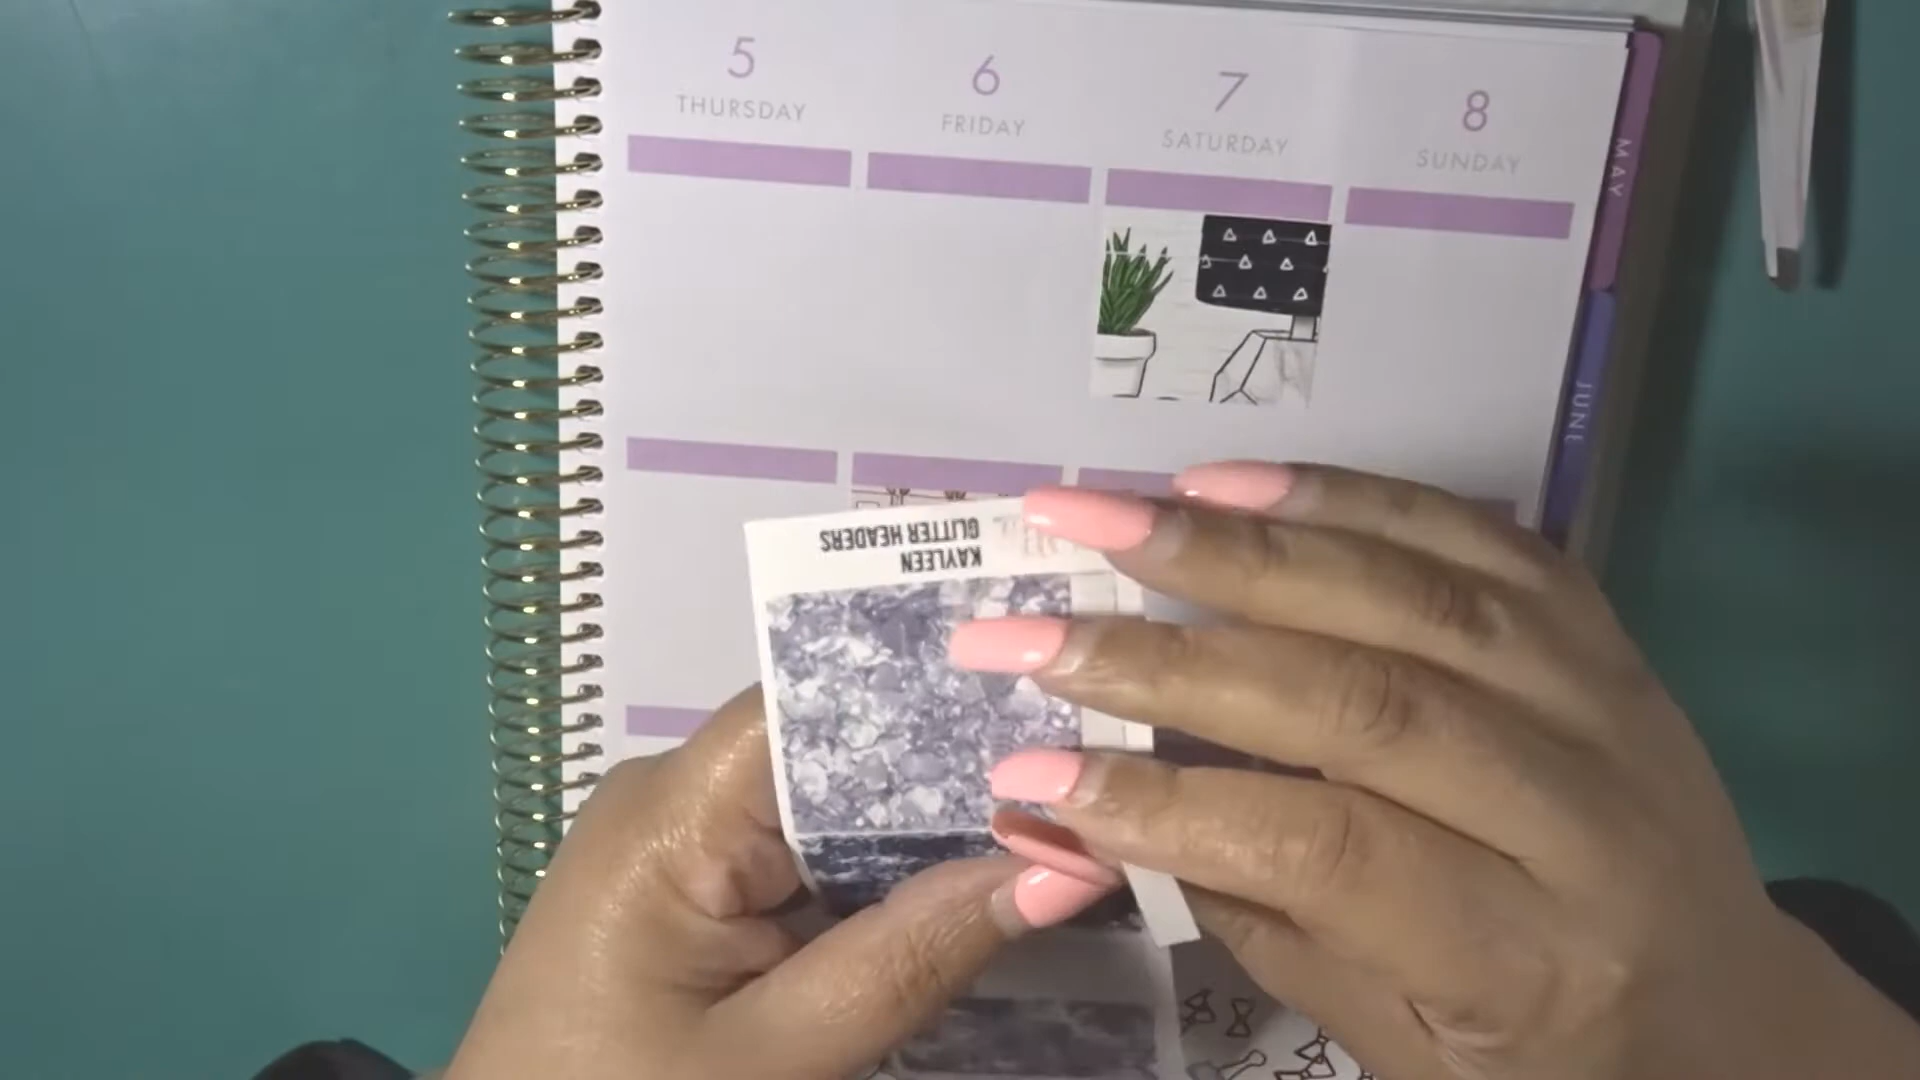 5
THURSDAY
6
FRIDAY
7
SATURDAY
8
SUNDAY
MAY
JUNE
KAYLEEN
GLITTER HEADERS